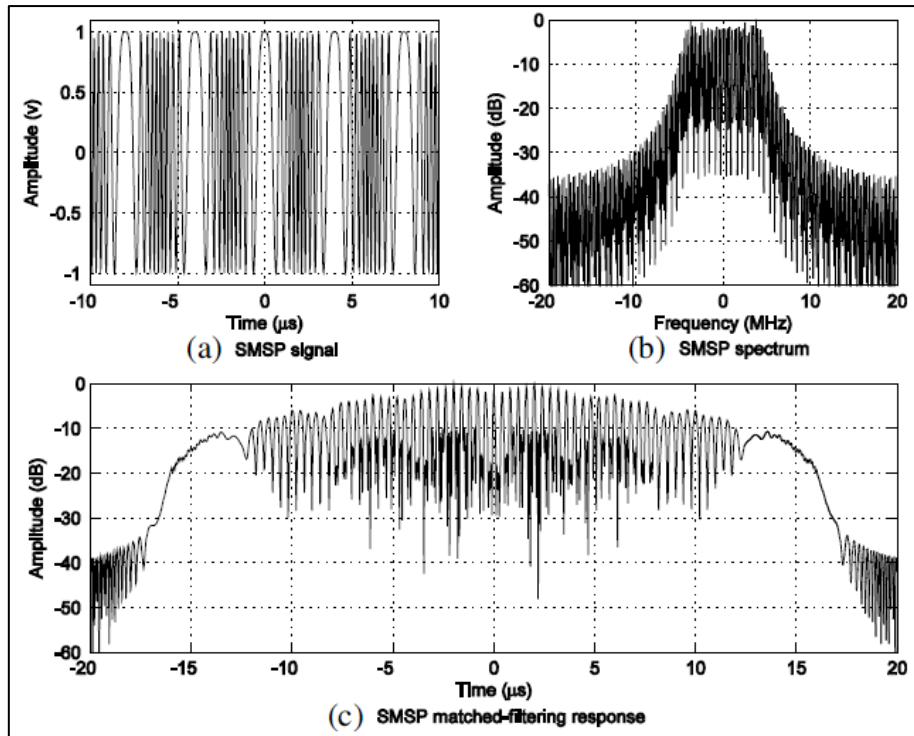 1
0.5
0
-0.5
-1
Amplitude (v)
-10 -5 0 5 10
Time (μs)
(a) SMSP signal
0
-10
-20
-30
-40
-50
-60
Amplitude (dB)
-20 -10 0 10 20
Frequency (MHz)
(b) SMSP spectrum
0
-10
-20
-30
-40
-50
-60
Amplitude (dB)
-20 -15 -10 -5 0 5 10 15 20
Time (μs)
(c) SMSP matched-filtering response